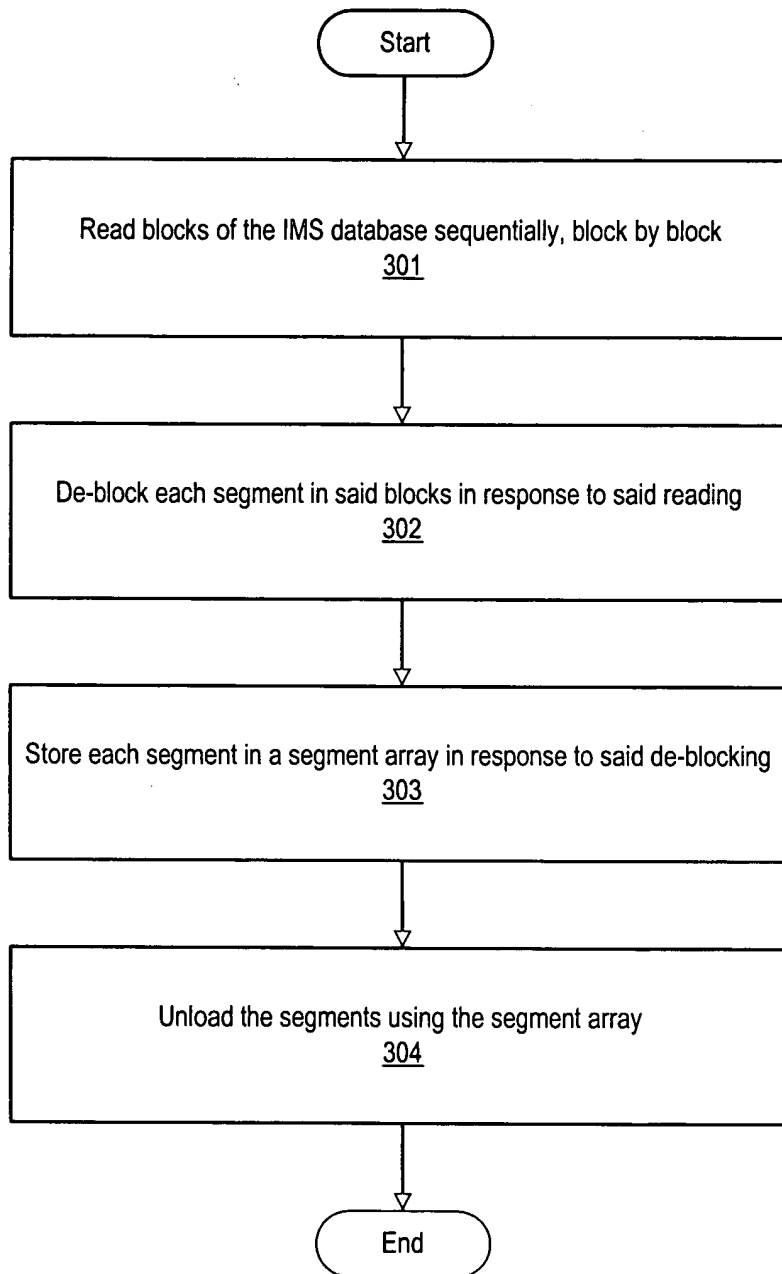 Start
Read blocks of the IMS database sequentially, block by block
301
De-block each segment in said blocks in response to said reading
302
Store each segment in a segment array in response to said de-blocking
303
Unload the segments using the segment array
304
End